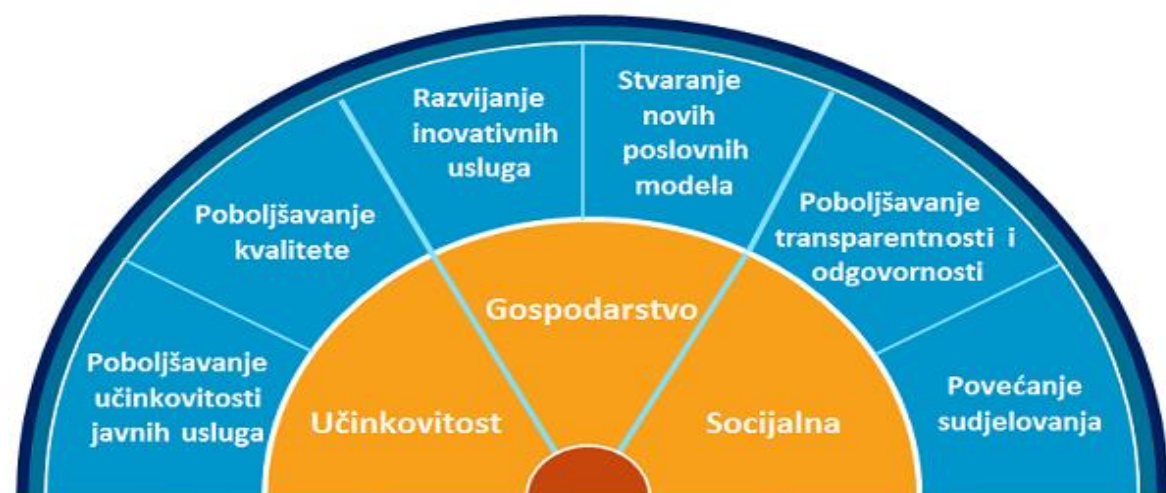 Poboljšavanje
učinkovitosti
javnih usluga
Poboljšavanje
kvalitete
Razvijanje
inovativnih
usluga
Stvaranje
novih
poslovnih
modela
Poboljšavanje
transparentnosti i
odgovornosti
Povećanje
sudjelovanja
Učinkovitost
Gospodarstvo
Socijalna